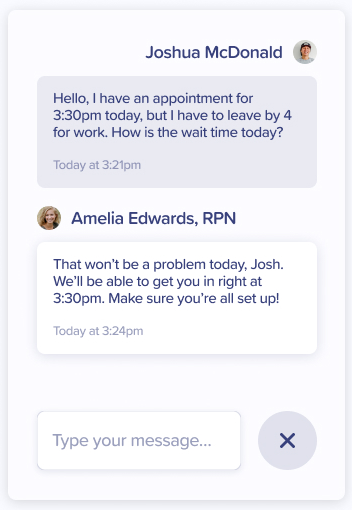 Joshua McDonald
Hello, I have an appointment for
3:30pm today, but I have to leave by 4
for work. How is the wait time today?
Today at 3:21pm
Amelia Edwards, RPN
That won’t be a problem today, Josh.
We’ll be able to get you in right at
3:30pm. Make sure you’re all set up!
Today at 3:24pm
Type your message...